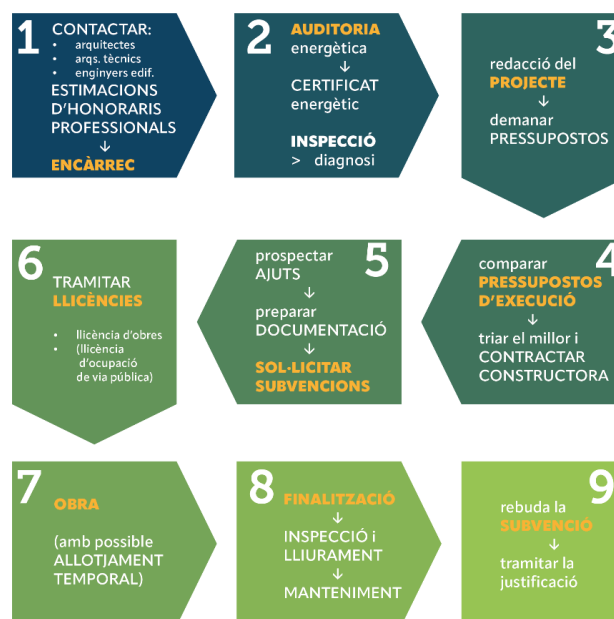 1
CONTACTAR:
• arquitectes
• arqs. tècnics
• enginyers edif.
ESTIMACIONS
D'HONORARIS
PROFESSIONALS
↓
ENCÀRREC
2
AUDITORIA
energètica
↓
CERTIFICAT
energètic
INSPECCIÓ
> diagnosi
3
redacció del
PROJECTE
↓
demanar
PRESSUPOSTOS
4
comparar
PRESSUPOSTOS
D'EXECUCIÓ
↓
triar el millor i
CONTRACTAR
CONSTRUCTORA
5
prospectar
AJUTS
↓
preparar
DOCUMENTACIÓ
↓
SOL·LICITAR
SUBVENCIONS
6
TRAMITAR
LLICÈNCIES
• llicència d'obres
• (llicència
d'ocupació
de via pública)
7
OBRA
(amb possible
ALLOTJAMENT
TEMPORAL)
8
FINALITZACIÓ
↓
INSPECCIÓ i
LLIURAMENT
↓
MANTENIMENT
9
rebuda la
SUBVENCIÓ
↓
tramitar la
justificació